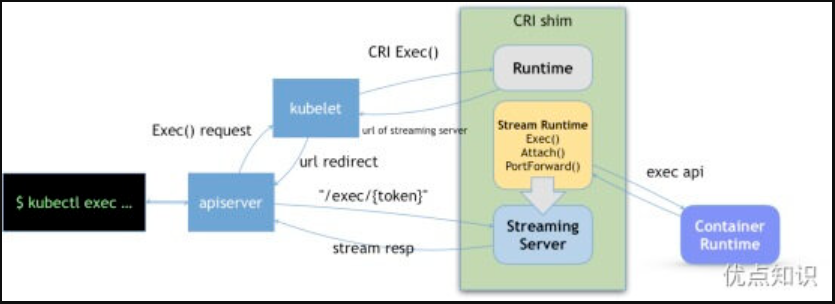 CRI shim
CRI Exec()
Runtime
kubelet
Exec() request
url of streaming server
Stream Runtime
Exec()
Attach()
PortForward()
url redirect
exec api
$ kubectl exec ...
apiserver
"/exec/{token}"
Streaming
Server
Container
Runtime
stream resp
优点知识